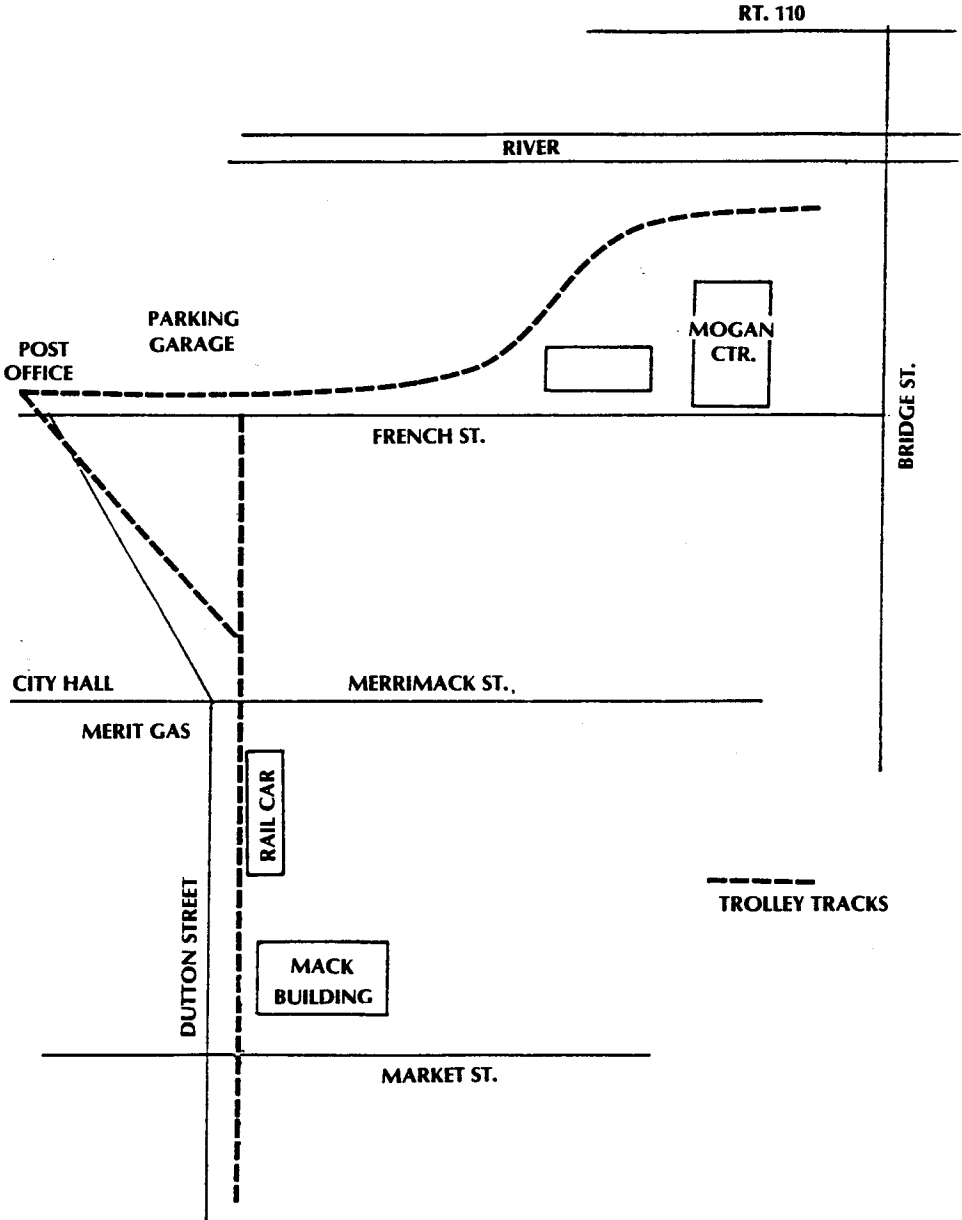 RT. 110
RIVER
PARKING
GARAGE
POST
OFFICE
MOGAN
CTR.
FRENCH ST.
BRIDGE ST.
CITY HALL
MERRIMACK ST.,
MERIT GAS
RAIL CAR
DUTTON STREET
TROLLEY TRACKS
MACK
BUILDING
MARKET ST.